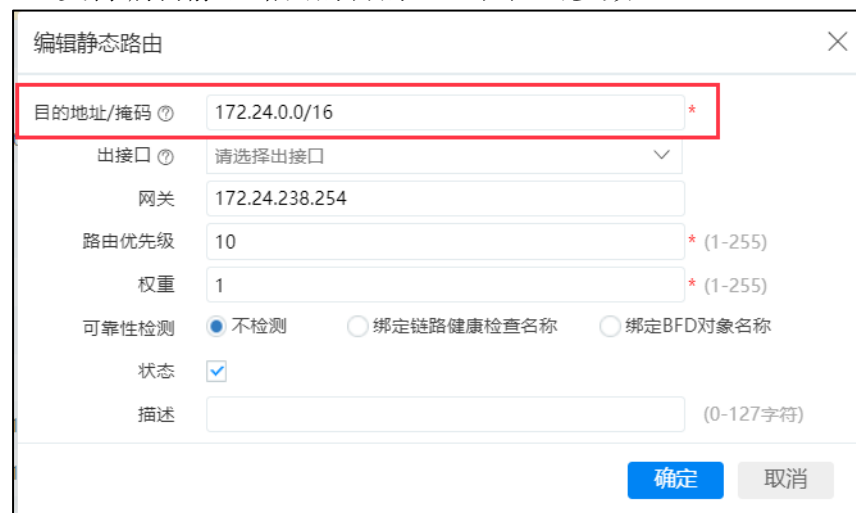 编辑静态路由
目的地址/掩码 ? 172.24.0.0/16 *
出接口 ? 请选择出接口
网关 172.24.238.254
路由优先级 10 * (1-255)
权重 1 * (1-255)
可靠性检测 不检测 绑定链路健康检查名称 绑定BFD对象名称
状态
描述 (0-127字符)
确定 取消